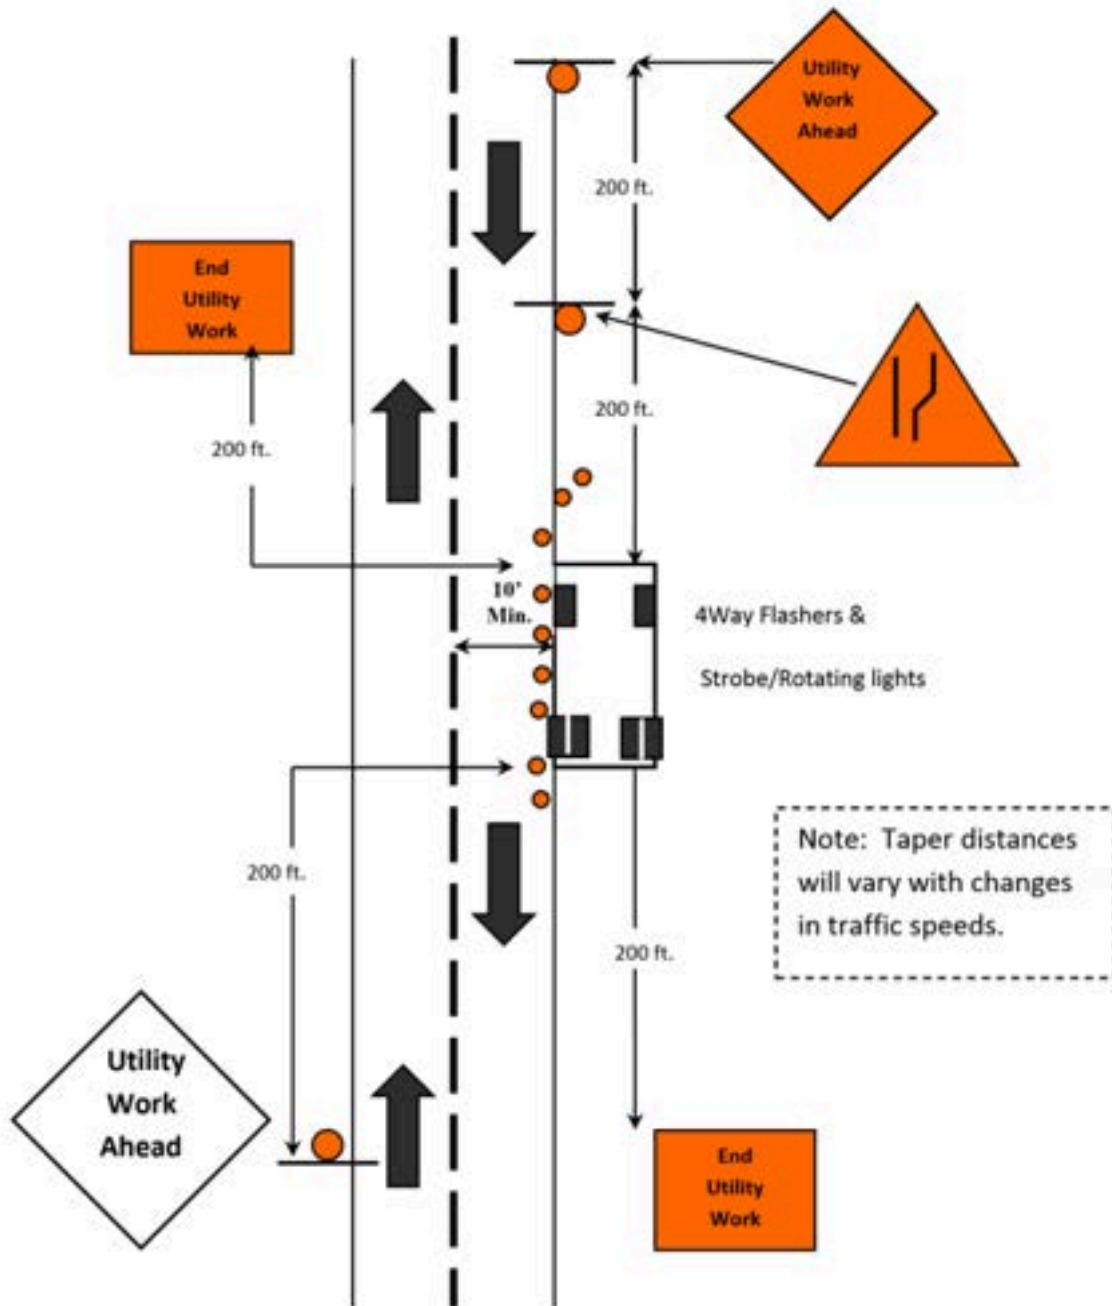 Utility
Work
Ahead
200 ft.
End
Utility
Work
200 ft.
200 ft.
10'
Min.
4Way Flashers &
Strobe/Rotating lights
Note: Taper distances
will vary with changes
in traffic speeds.
200 ft.
200 ft.
Utility
Work
Ahead
End
Utility
Work